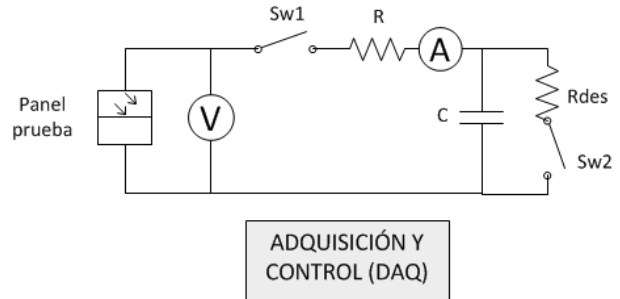 Sw1
R
A
Panel
prueba
V
C
Rdes
Sw2
ADQUISICIÓN Y
CONTROL (DAQ)